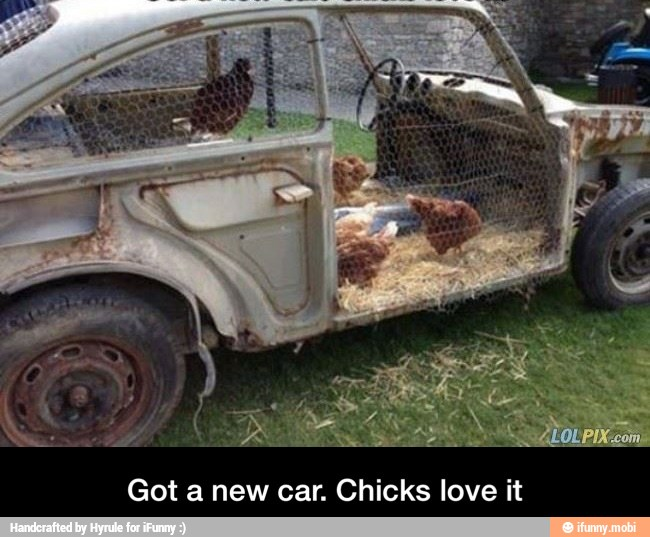 LOLPIX.com
Got a new car. Chicks love it
Handcrafted by Hyrule for iFunny :)
ifunny.mobi